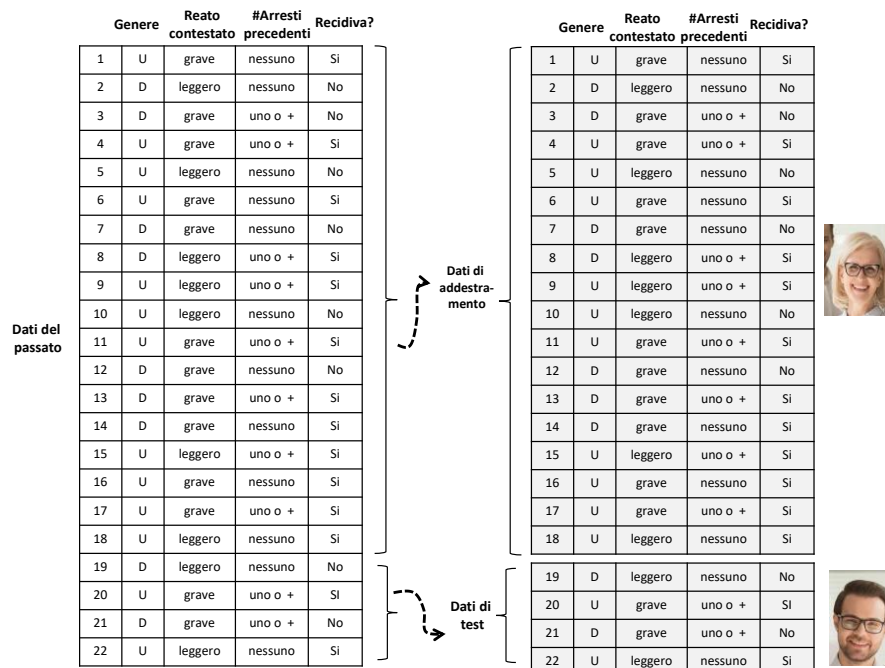 Genere Reato contestato #Arresti precedenti Recidiva?
1 U grave nessuno Si
2 D leggero nessuno No
3 D grave uno o + No
4 U grave uno o + Si
5 U leggero nessuno No
6 U grave nessuno Si
7 D grave nessuno No
8 D leggero uno o + Si
9 U leggero uno o + Si
10 U leggero nessuno No
11 U grave uno o + Si
12 D grave nessuno No
13 D grave uno o + Si
14 D grave nessuno Si
15 U leggero uno o + Si
16 U grave nessuno Si
17 U grave uno o + Si
18 U leggero nessuno Si
19 D leggero nessuno No
20 U grave uno o + SI
21 D grave uno o + No
22 U leggero nessuno Si
Dati del
passato
Dati di
addestra-
mento
Dati di
test
Genere Reato contestato #Arresti precedenti Recidiva?
1 U grave nessuno Si
2 D leggero nessuno No
3 D grave uno o + No
4 U grave uno o + Si
5 U leggero nessuno No
6 U grave nessuno Si
7 D grave nessuno No
8 D leggero uno o + Si
9 U leggero uno o + Si
10 U leggero nessuno No
11 U grave uno o + Si
12 D grave nessuno No
13 D grave uno o + Si
14 D grave nessuno Si
15 U leggero uno o + Si
16 U grave nessuno Si
17 U grave uno o + Si
18 U leggero nessuno Si
19 D leggero nessuno No
20 U grave uno o + SI
21 D grave uno o + No
22 U leggero nessuno Si